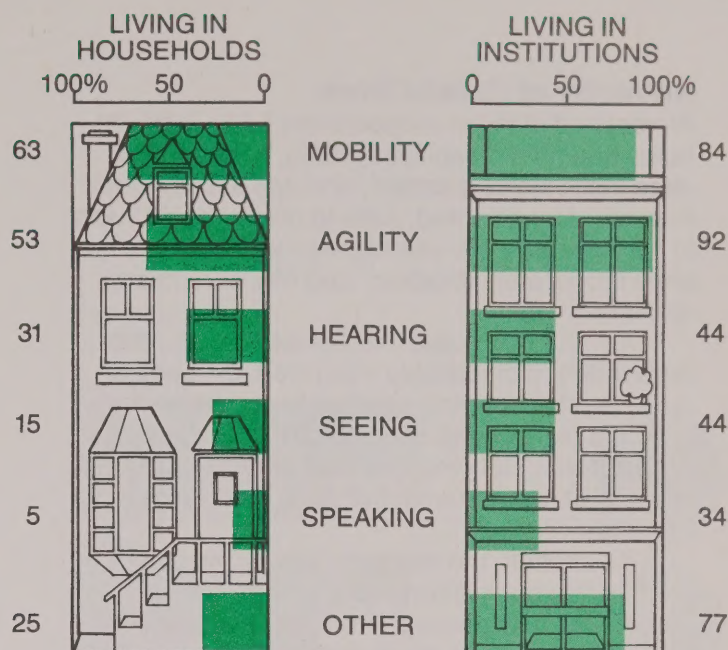 LIVING IN
HOUSEHOLDS
LIVING IN
INSTITUTIONS
100% 50 0
0 50 100%
63 MOBILITY 84
53 AGILITY 92
31 HEARING 44
15 SEEING 44
5 SPEAKING 34
25 OTHER 77